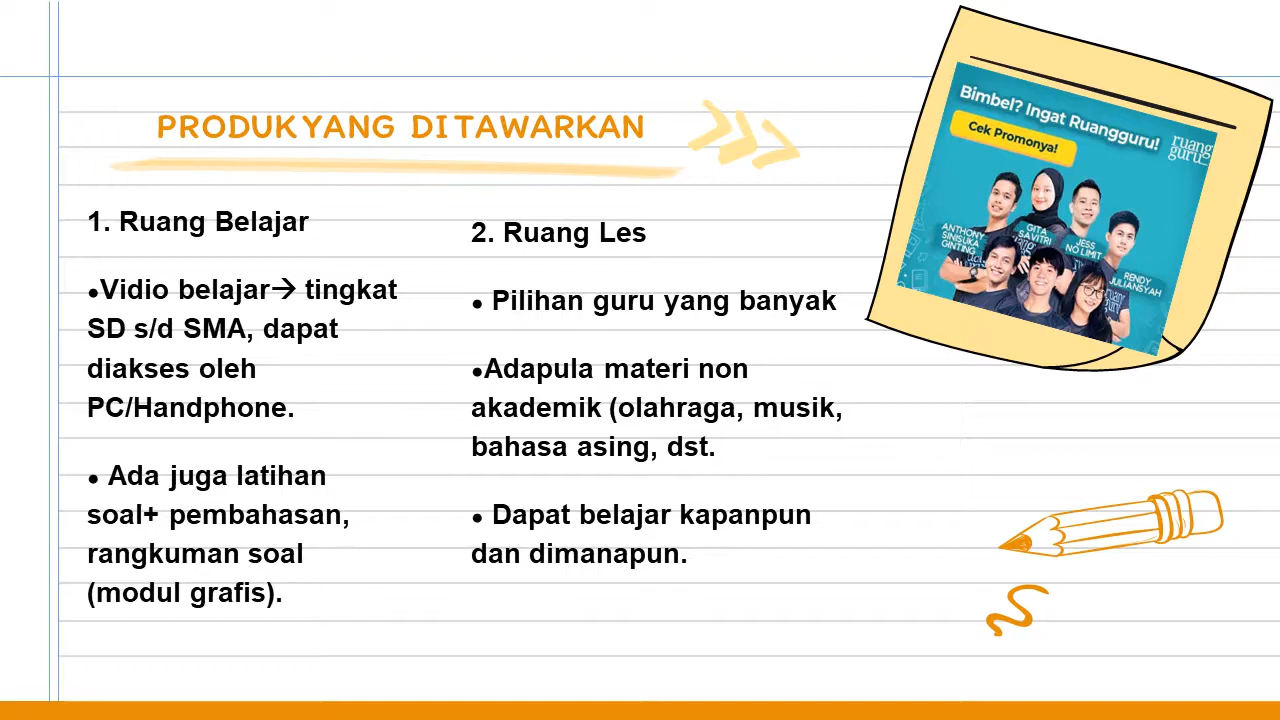 PRODUK YANG DITAWARKAN
1. Ruang Belajar
●Vidio belajar→ tingkat
SD s/d SMA, dapat
diakses oleh
PC/Handphone.
● Ada juga latihan
soal+ pembahasan,
rangkuman soal
(modul grafis).
2. Ruang Les
● Pilihan guru yang banyak
●Adapula materi non
akademik (olahraga, musik,
bahasa asing, dst.
● Dapat belajar kapanpun
dan dimanapun.
Bimbel? Ingat Ruangguru!
Cek Promonya!
ruang
guru
ANTHONY
SINISUKA
GINTING
GITA
SAVITRI
JESS
NO LIMIT
RENDY
JULIANSYAH